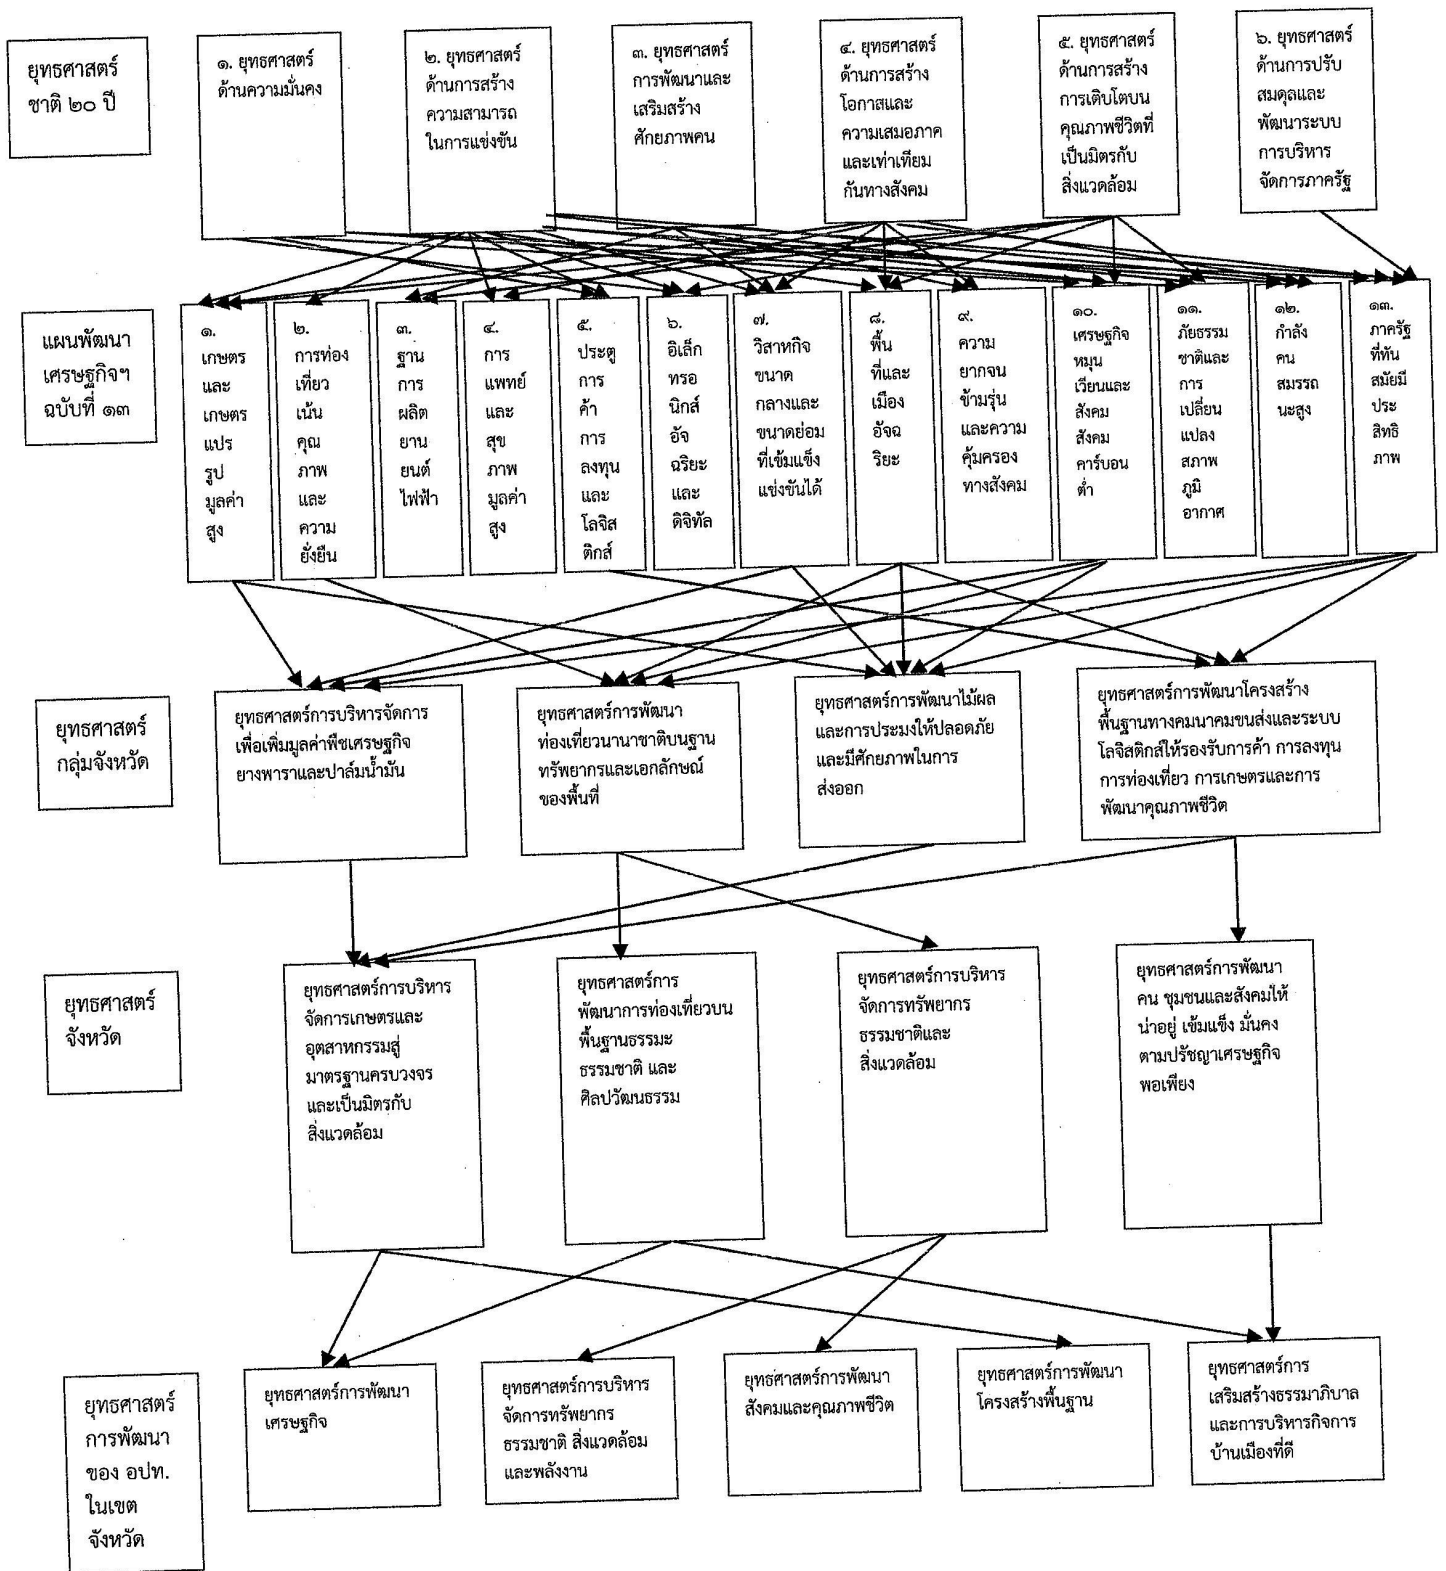 ยุทธศาสตร์
ชาติ ๒๐ ปี
๑. ยุทธศาสตร์
ด้านความมั่นคง
๒. ยุทธศาสตร์
ด้านการสร้าง
ความสามารถ
ในการแข่งขัน
๓. ยุทธศาสตร์
การพัฒนาและ
เสริมสร้าง
ศักยภาพคน
๔. ยุทธศาสตร์
ด้านการสร้าง
โอกาสและ
ความเสมอภาค
และเท่าเทียม
กันทางสังคม
๕. ยุทธศาสตร์
ด้านการสร้าง
การเติบโตบน
คุณภาพชีวิตที่
เป็นมิตรกับ
สิ่งแวดล้อม
๖. ยุทธศาสตร์
ด้านการปรับ
สมดุลและ
พัฒนาระบบ
การบริหาร
จัดการภาครัฐ
แผนพัฒนา
เศรษฐกิจฯ
ฉบับที่ ๑๓
๑.
เกษตร
และ
เกษตร
แปร
รูป
มูลค่า
สูง
๒.
การท่อง
เที่ยว
เน้น
คุณ
ภาพ
และ
ความ
ยั่งยืน
๓.
ฐาน
การ
ผลิต
ยาน
ยนต์
ไฟฟ้า
๔.
การ
แพทย์
และ
สุข
ภาพ
มูลค่า
สูง
๕.
ประตู
การ
ค้า
การ
ลงทุน
และ
โลจิส
ติกส์
๖.
อิเล็ก
ทรอ
นิกส์
อัจ
ฉริยะ
และ
ดิจิทัล
๗.
วิสาหกิจ
ขนาด
กลางและ
ขนาดย่อม
ที่เข้มแข็ง
แข่งขันได้
๘.
พื้น
ที่และ
เมือง
อัจฉ
ริยะ
๙.
ความ
ยากจน
ข้ามรุ่น
และความ
คุ้มครอง
ทางสังคม
๑๐.
เศรษฐกิจ
หมุน
เวียนและ
สังคม
สังคม
คาร์บอน
ต่ำ
๑๑.
ภัยธรรม
ชาติและ
การ
เปลี่ยน
แปลง
สภาพ
ภูมิ
อากาศ
๑๒.
กำลัง
คน
สมรรถ
นะสูง
๑๓.
ภาครัฐ
ที่ทัน
สมัยมี
ประ
สิทธิ
ภาพ
ยุทธศาสตร์
กลุ่มจังหวัด
ยุทธศาสตร์การบริหารจัดการ
เพื่อเพิ่มมูลค่าพืชเศรษฐกิจ
ยางพาราและปาล์มน้ำมัน
ยุทธศาสตร์การพัฒนา
ท่องเที่ยวนานาชาติบนฐาน
ทรัพยากรและเอกลักษณ์
ของพื้นที่
ยุทธศาสตร์การพัฒนาไม้ผล
และการประมงให้ปลอดภัย
และมีศักยภาพในการ
ส่งออก
ยุทธศาสตร์การพัฒนาโครงสร้าง
พื้นฐานทางคมนาคมขนส่งและระบบ
โลจิสติกส์ให้รองรับการค้า การลงทุน
การท่องเที่ยว การเกษตรและการ
พัฒนาคุณภาพชีวิต
ยุทธศาสตร์
จังหวัด
ยุทธศาสตร์การบริหาร
จัดการเกษตรและ
อุตสาหกรรมสู่
มาตรฐานครบวงจร
และเป็นมิตรกับ
สิ่งแวดล้อม
ยุทธศาสตร์การ
พัฒนาการท่องเที่ยวบน
พื้นฐานธรรมะ
ธรรมชาติ และ
ศิลปวัฒนธรรม
ยุทธศาสตร์การบริหาร
จัดการทรัพยากร
ธรรมชาติและ
สิ่งแวดล้อม
ยุทธศาสตร์การพัฒนา
คน ชุมชนและสังคมให้
น่าอยู่ เข้มแข็ง มั่นคง
ตามปรัชญาเศรษฐกิจ
พอเพียง
ยุทธศาสตร์
การพัฒนา
ของ อปท.
ในเขต
จังหวัด
ยุทธศาสตร์การพัฒนา
เศรษฐกิจ
ยุทธศาสตร์การบริหาร
จัดการทรัพยากร
ธรรมชาติ สิ่งแวดล้อม
และพลังงาน
ยุทธศาสตร์การพัฒนา
สังคมและคุณภาพชีวิต
ยุทธศาสตร์การพัฒนา
โครงสร้างพื้นฐาน
ยุทธศาสตร์การ
เสริมสร้างธรรมาภิบาล
และการบริหารกิจการ
บ้านเมืองที่ดี